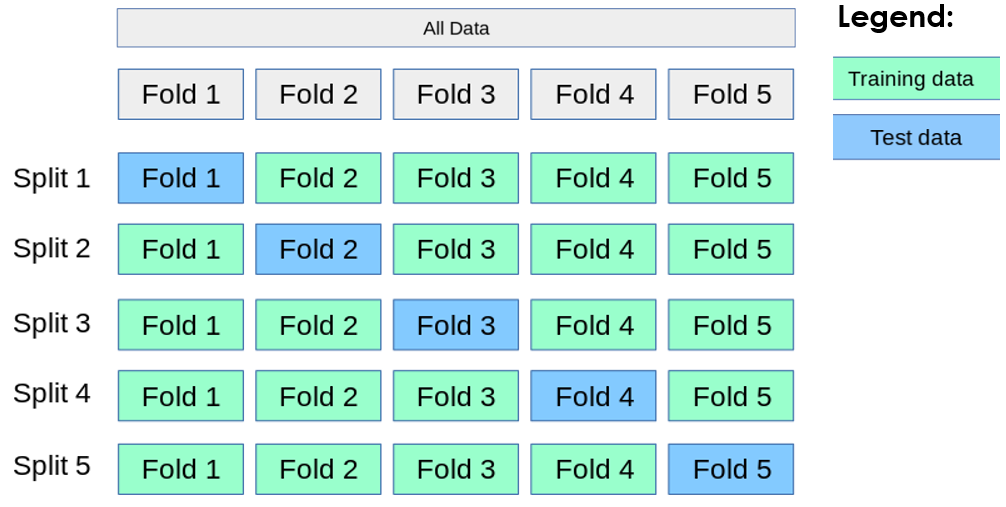 All Data
Legend:
Training data
Test data
Fold 1 Fold 2 Fold 3 Fold 4 Fold 5
Split 1 Fold 1 Fold 2 Fold 3 Fold 4 Fold 5
Split 2 Fold 1 Fold 2 Fold 3 Fold 4 Fold 5
Split 3 Fold 1 Fold 2 Fold 3 Fold 4 Fold 5
Split 4 Fold 1 Fold 2 Fold 3 Fold 4 Fold 5
Split 5 Fold 1 Fold 2 Fold 3 Fold 4 Fold 5